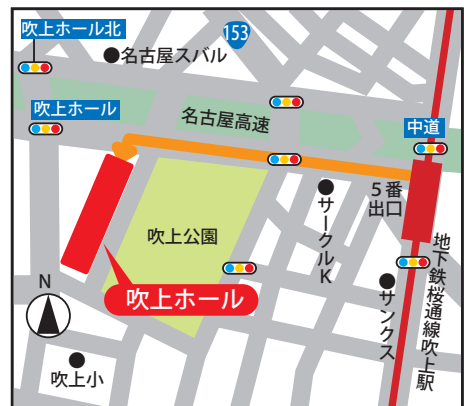 吹上ホール北
153
名古屋スバル
吹上ホール
名古屋高速
中道
5番
出口
サークルK
吹上公園
地下鉄桜通線吹上駅
N
吹上ホール
サンクス
吹上小